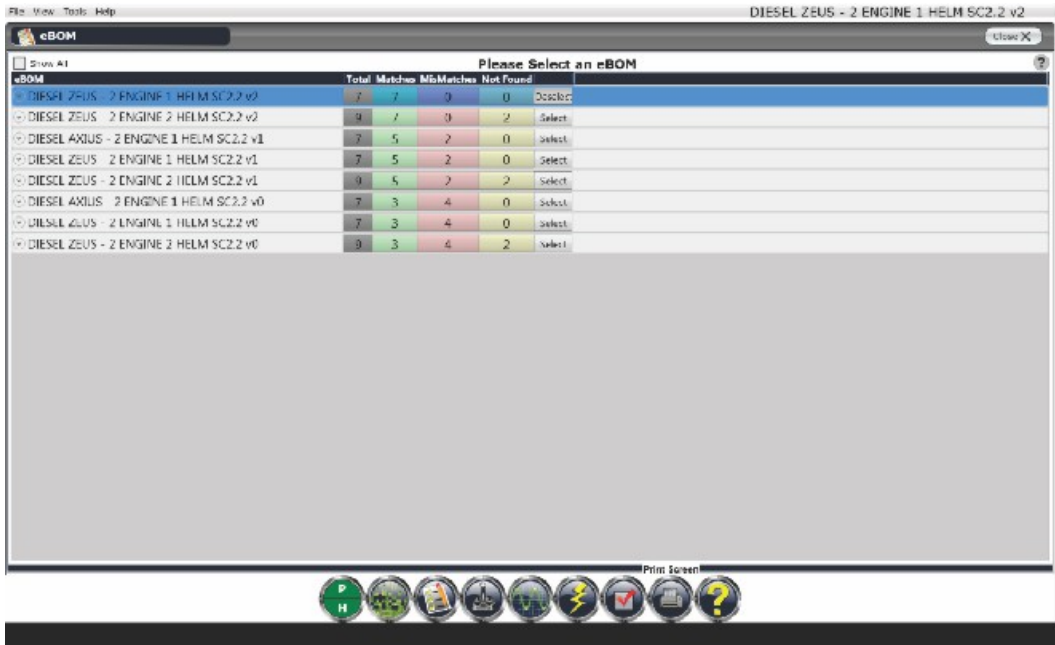 File View Tools Help DIESEL ZEUS - 2 ENGINE 1 HELM SC2.2 v2
eBOM Close X
Show All Please Select an eBOM ?
eBOM Total Matches MisMatches Not Found
DIESEL ZEUS - 2 ENGINE 1 HELM SC2.2 v2 7 7 0 0 Deselect
DIESEL ZEUS - 2 ENGINE 2 HELM SC2.2 v2 9 7 0 2 Select
DIESEL AXIUS - 2 ENGINE 1 HELM SC2.2 v1 7 5 2 0 Select
DIESEL ZEUS - 2 ENGINE 1 HELM SC2.2 v1 7 5 2 0 Select
DIESEL ZEUS - 2 ENGINE 2 HELM SC2.2 v1 9 5 2 2 Select
DIESEL AXIUS - 2 ENGINE 1 HELM SC2.2 v0 7 3 4 0 Select
DIESEL ZEUS - 2 ENGINE 1 HELM SC2.2 v0 7 3 4 0 Select
DIESEL ZEUS - 2 ENGINE 2 HELM SC2.2 v0 9 3 4 2 Select
Print Screen
P
H
?